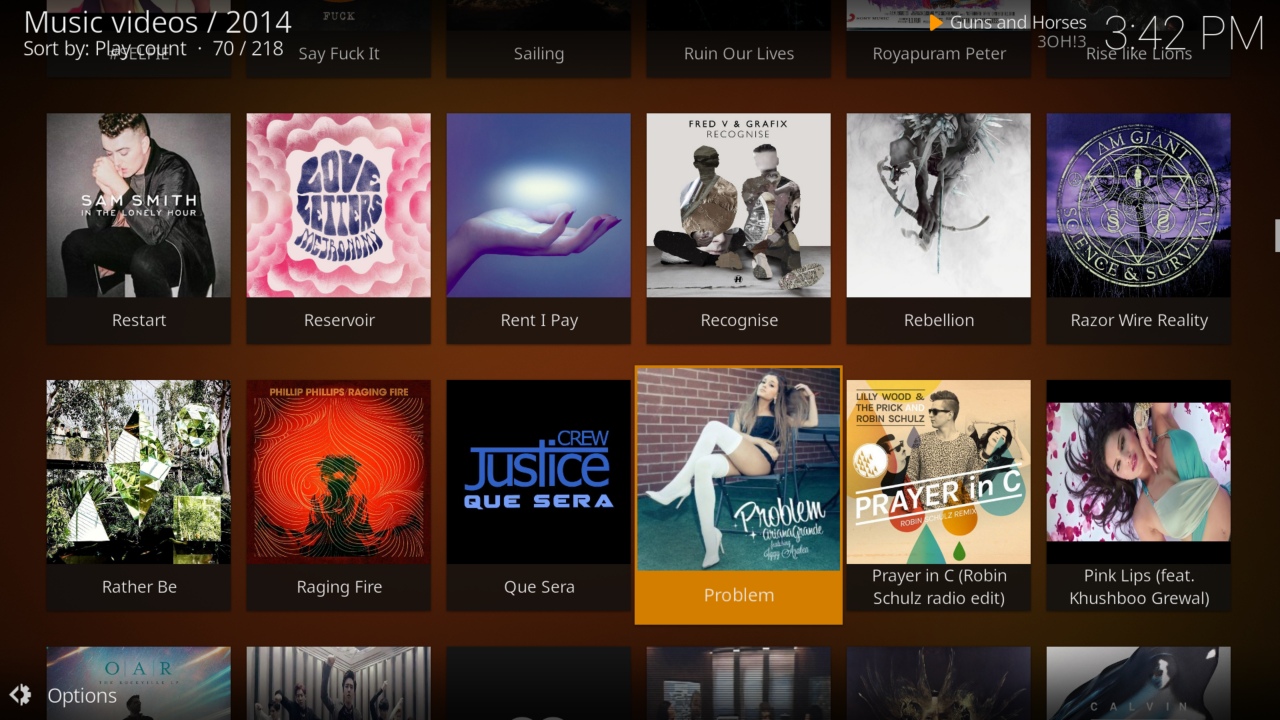 Music videos / 2014
Sort by: Play count · 70 / 218
Guns and Horses
3OH!3
3:42 PM
FUCK
#SELFIE
Say Fuck It
Sailing
Ruin Our Lives
Royapuram Peter
Rise like Lions
SAM SMITH
IN THE LONELY HOUR
LOVE
LETTERS
METRONOMY
FRED V & GRAFIX
RECOGNISE
I AM GIANT
SCIENCE & SURVIVAL
Restart
Reservoir
Rent I Pay
Recognise
Rebellion
Razor Wire Reality
PHILLIP PHILLIPS/RAGING FIRE
JUSTICE
CREW
QUE SERA
Problem
ArianaGrande
featuring
Iggy Azalea
LILLY WOOD &
THE PRICK AND
ROBIN SCHULZ
PRAYER in C
ROBIN SCHULZ REMIX
Rather Be
Raging Fire
Que Sera
Problem
Prayer in C (Robin
Schulz radio edit)
Pink Lips (feat.
Khushboo Grewal)
O|A|R
CALVIN
Options